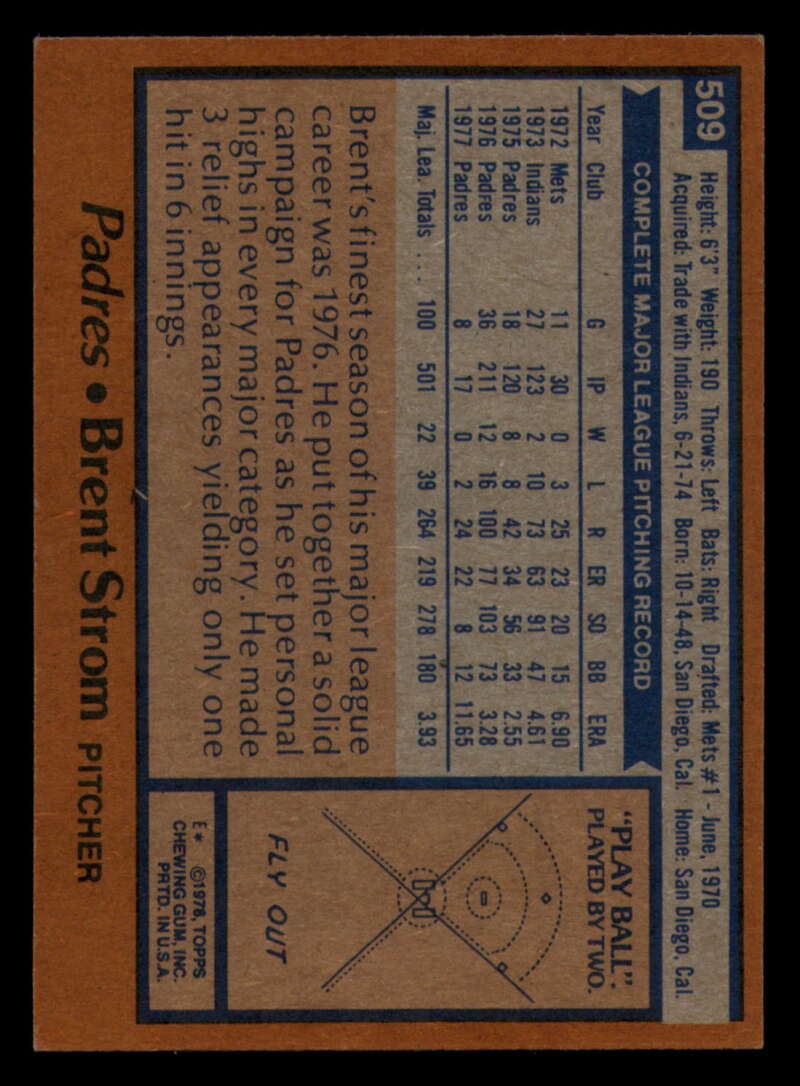 509
Height: 6'3" Weight: 190 Throws: Left Bats: Right Drafted: Mets #1 - June, 1970
Acquired: Trade with Indians, 6-21-74 Born: 10-14-48, San Diego, Cal. Home: San Diego, Cal.
COMPLETE MAJOR LEAGUE PITCHING RECORD
Year Club G IP W L R ER SO BB ERA
1972 Mets 11 30 0 3 25 23 20 15 6.90
1973 Indians 27 123 2 10 73 63 91 47 4.61
1975 Padres 18 120 8 8 42 34 56 33 2.55
1976 Padres 36 211 12 16 100 77 103 73 3.28
1977 Padres 8 17 0 2 24 22 8 12 11.65
Maj. Lea. Totals . . . 100 501 22 39 264 219 278 180 3.93
Brent's finest season of his major league
career was 1976. He put together a solid
campaign for Padres as he set personal
highs in every major category. He made
3 relief appearances yielding only one
hit in 6 innings.
"PLAY BALL".
PLAYED BY TWO.
FLY OUT
E* ©1978, TOPPS
CHEWING GUM, INC.
PRTD. IN U.S.A.
Padres • Brent Strom PITCHER